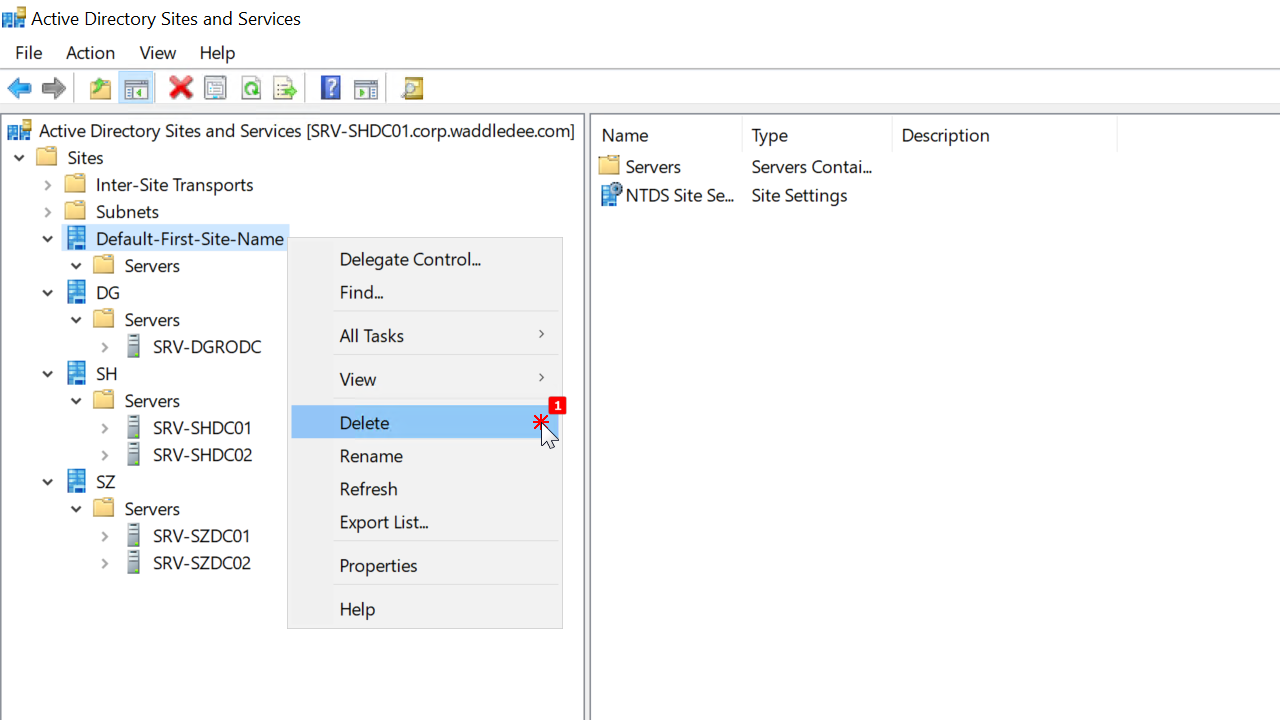 Active Directory Sites and Services
File Action View Help
Active Directory Sites and Services [SRV-SHDC01.corp.waddledee.com]
Sites
Inter-Site Transports
Subnets
Default-First-Site-Name
Servers
DG
Servers
SRV-DGRODC
SH
Servers
SRV-SHDC01
SRV-SHDC02
SZ
Servers
SRV-SZDC01
SRV-SZDC02
Delegate Control...
Find...
All Tasks
View
Delete
1
Rename
Refresh
Export List...
Properties
Help
Name Type Description
Servers Servers Contai...
NTDS Site Se... Site Settings